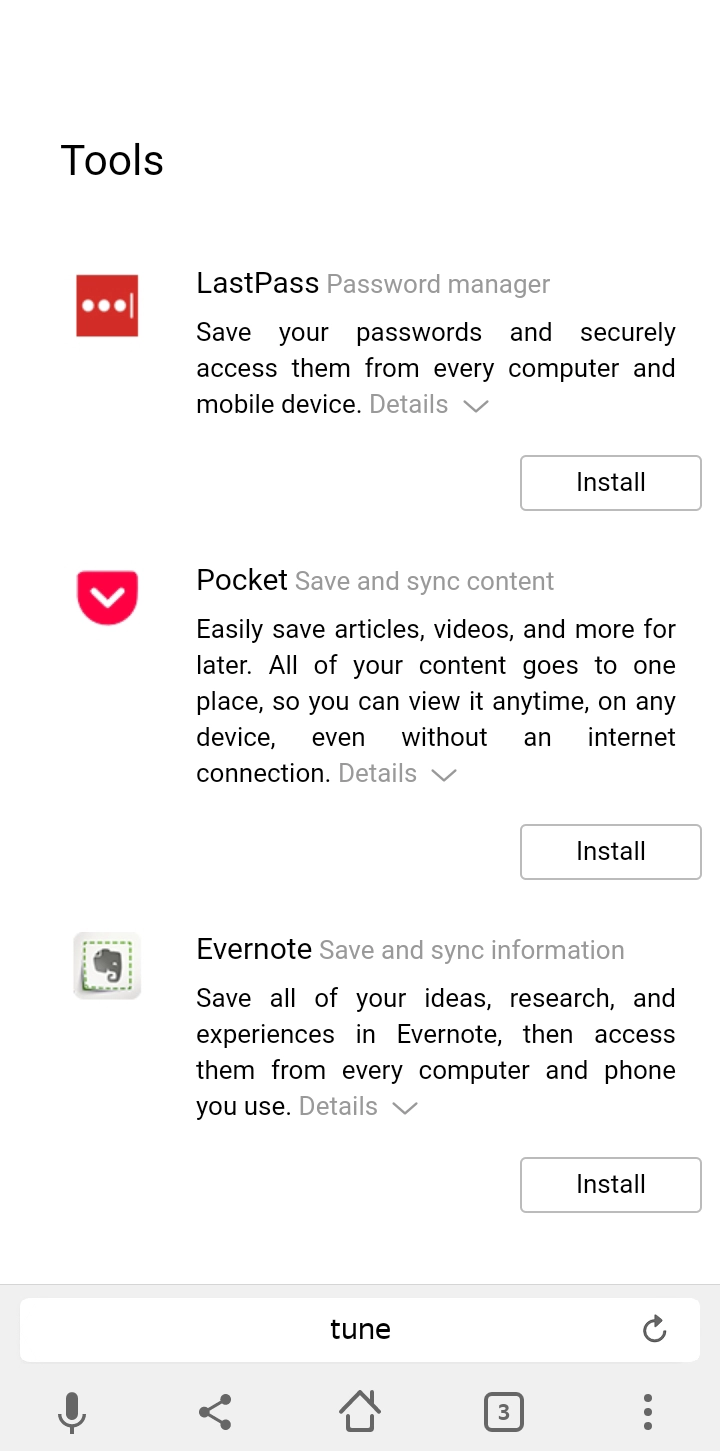 Tools
LastPass Password manager
Save your passwords and securely
access them from every computer and
mobile device. Details
Install
Pocket Save and sync content
Easily save articles, videos, and more for
later. All of your content goes to one
place, so you can view it anytime, on any
device, even without an internet
connection. Details
Install
Evernote Save and sync information
Save all of your ideas, research, and
experiences in Evernote, then access
them from every computer and phone
you use. Details
Install
tune
3